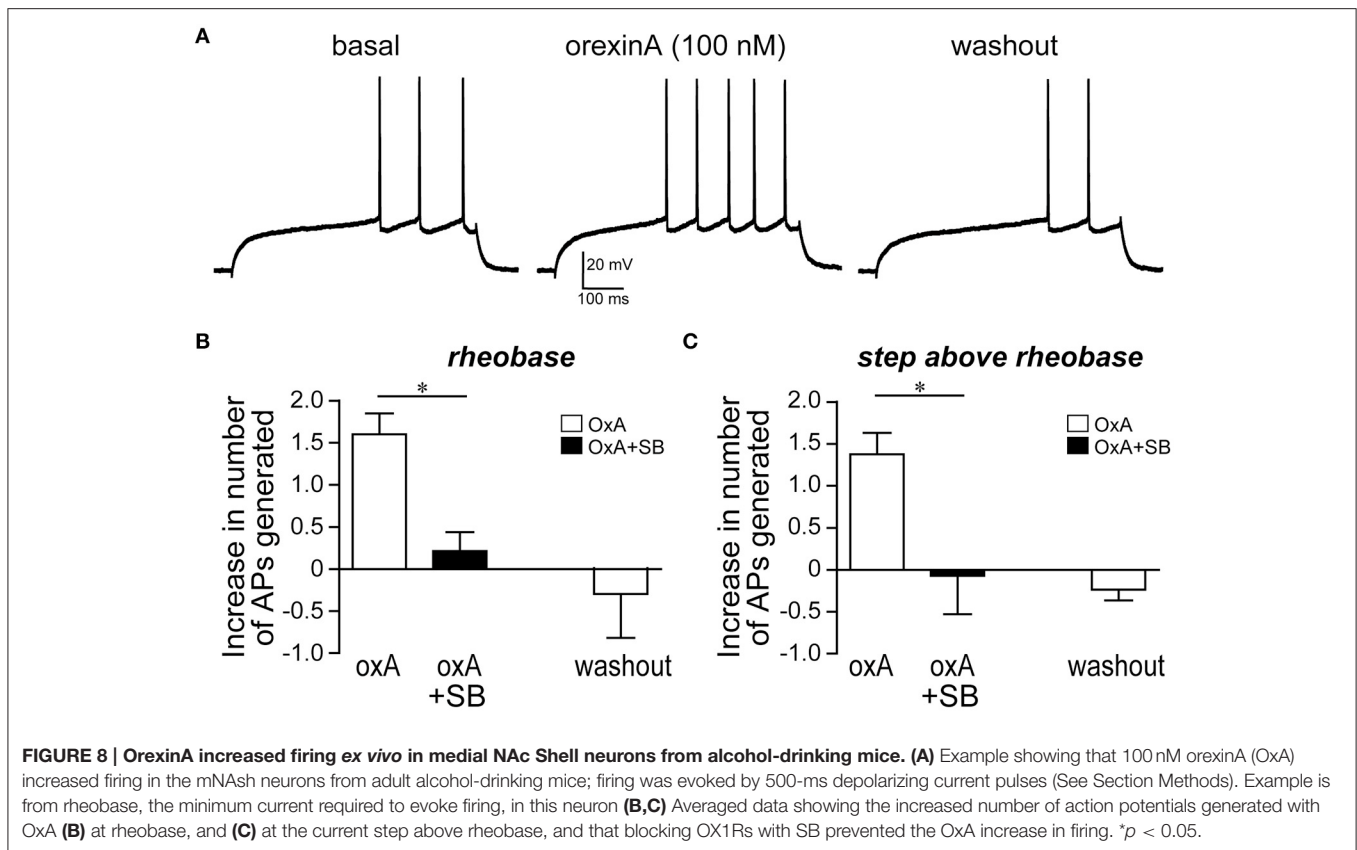 A
basal
orexinA (100 nM)
washout
20 mV
100 ms
B
rheobase
*
2.0
1.5
1.0
0.5
0
-0.5
-1.0
Increase in number
of APs generated
OxA
OxA+SB
oxA
oxA
+SB
washout
C
step above rheobase
*
2.0
1.5
1.0
0.5
0
-0.5
-1.0
Increase in number
of APs generated
OxA
OxA+SB
oxA
oxA
+SB
washout
FIGURE 8 | OrexinA increased firing ex vivo in medial NAc Shell neurons from alcohol-drinking mice. (A) Example showing that 100 nM orexinA (OxA)
increased firing in the mNAsh neurons from adult alcohol-drinking mice; firing was evoked by 500-ms depolarizing current pulses (See Section Methods). Example is
from rheobase, the minimum current required to evoke firing, in this neuron (B,C) Averaged data showing the increased number of action potentials generated with
OxA (B) at rheobase, and (C) at the current step above rheobase, and that blocking OX1Rs with SB prevented the OxA increase in firing. *p < 0.05.